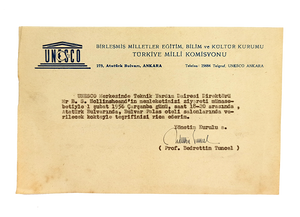 UNESCO
BİRLEŞMİŞ MİLLETLER EĞİTİM, BİLİM ve KÜLTÜR KURUMU
TÜRKİYE MİLLİ KOMİSYONU
275, Atatürk Bulvarı, ANKARA
Telefon: Telgraf. UNESCO ANKARA
UNESCO Merkezinde Teknik Yardım Dairesi Direktörü
Mr H. S. Hollinshead'in memleketimizi ziyareti münase-
betiyle 1 şubat 1956 Çarşamba günü, saat 18-20 arasında
Atatürk Bulvarında, Bulvar Palas oteli salonlarında ve-
rilecek kokteyle teşrifinizi rica ederim.
Yönetim Kurulu a.
( Prof. Bedrettin Tuncel )